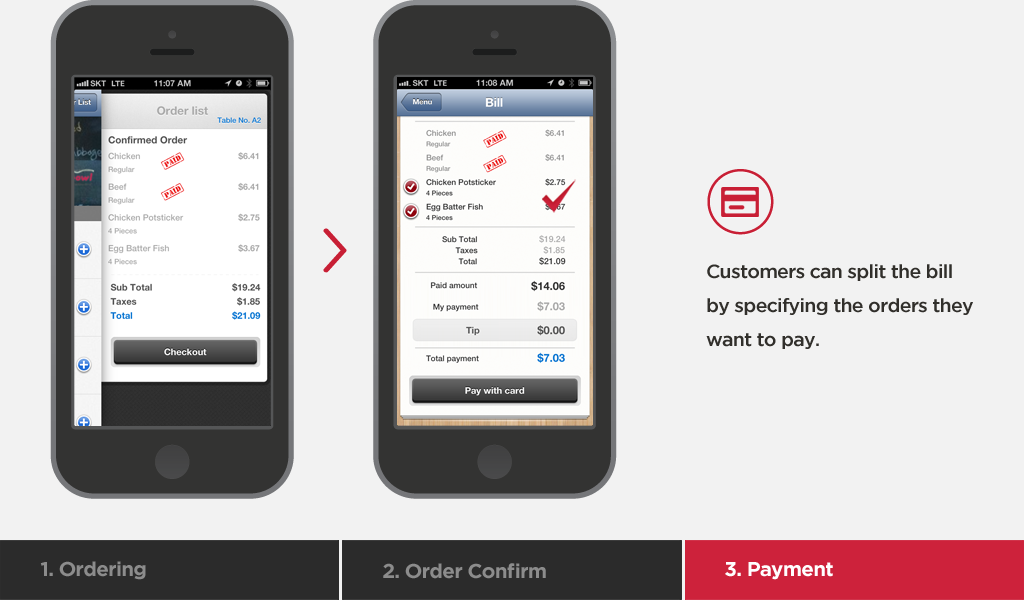 SKT LTE 11:07 AM
List
Order list
Table No. A2
Confirmed Order
Chicken PAID $6.41
Regular
Beef PAID $6.41
Regular
Chicken Potsticker $2.75
4 Pieces
Egg Batter Fish $3.67
4 Pieces
Sub Total $19.24
Taxes $1.85
Total $21.09
Checkout
SKT LTE 11:08 AM
Menu Bill
Chicken PAID $6.41
Regular
Beef PAID $6.41
Regular
Chicken Potsticker $2.75
4 Pieces
Egg Batter Fish
4 Pieces
Sub Total $19.24
Taxes $1.85
Total $21.09
Paid amount $14.06
My payment $7.03
Tip $0.00
Total payment $7.03
Pay with card
Customers can split the bill
by specifying the orders they
want to pay.
1. Ordering
2. Order Confirm
3. Payment